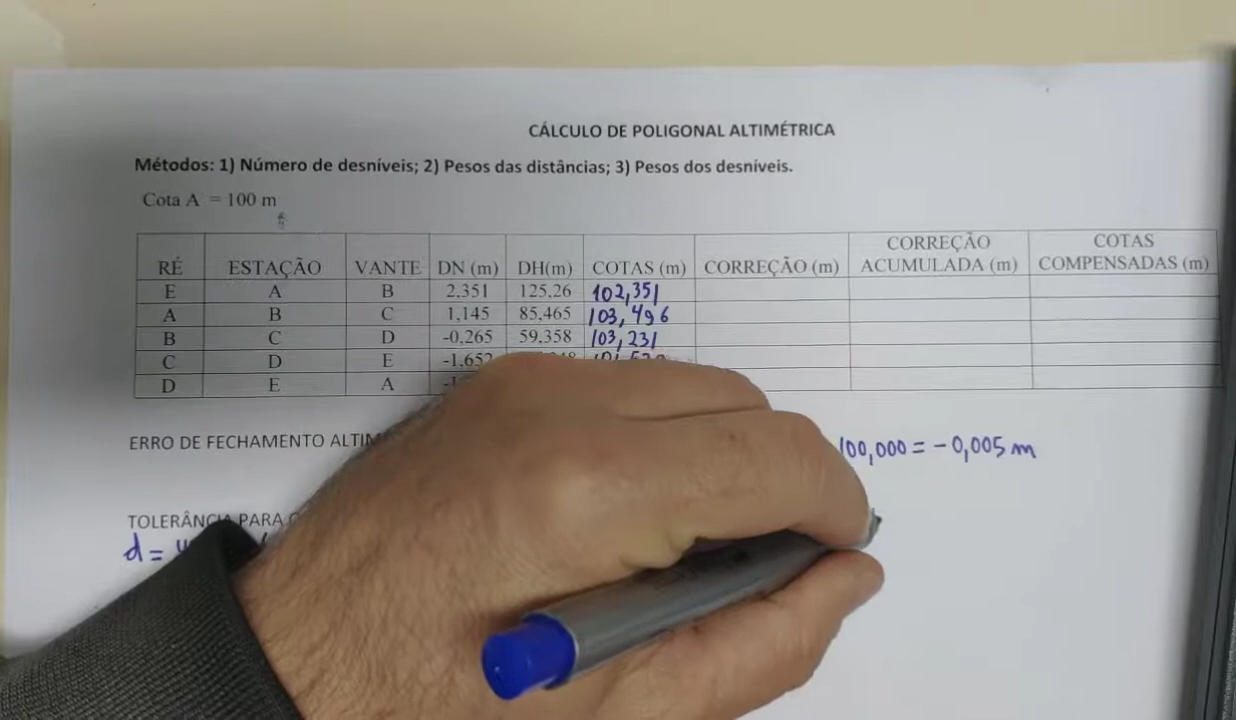 CÁLCULO DE POLIGONAL ALTIMÉTRICA
Métodos: 1) Número de desníveis; 2) Pesos das distâncias; 3) Pesos dos desníveis.
Cota A = 100 m
RÉ ESTAÇÃO VANTE DN (m) DH(m) COTAS (m) CORREÇÃO (m) CORREÇÃO ACUMULADA (m) COTAS COMPENSADAS (m)
E A B 2,351 125,26 102,351
A B C 1,145 85,465 103,496
B C D -0,265 59,358 103,231
C D E -1,652
D E A
ERRO DE FECHAMENTO 100,000 = -0,005 m
TOLERÂNCIA PARA
d =